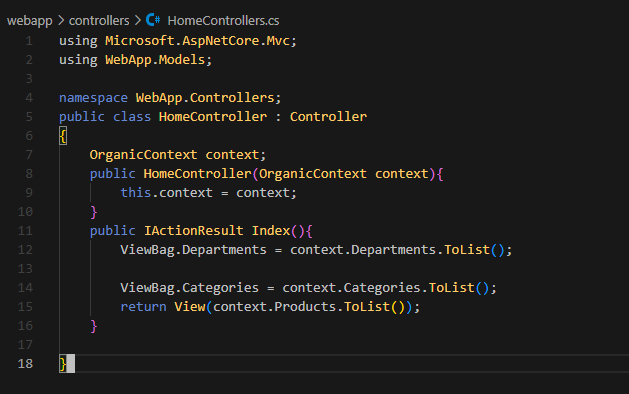 webapp > controllers > C# HomeControllers.cs
1 using Microsoft.AspNetCore.Mvc;
2 using WebApp.Models;
3
4 namespace WebApp.Controllers;
5 public class HomeController : Controller
6 {
7 OrganicContext context;
8 public HomeController(OrganicContext context){
9 this.context = context;
10 }
11 public IActionResult Index(){
12 ViewBag.Departments = context.Departments.ToList();
13
14 ViewBag.Categories = context.Categories.ToList();
15 return View(context.Products.ToList());
16 }
17
18 }